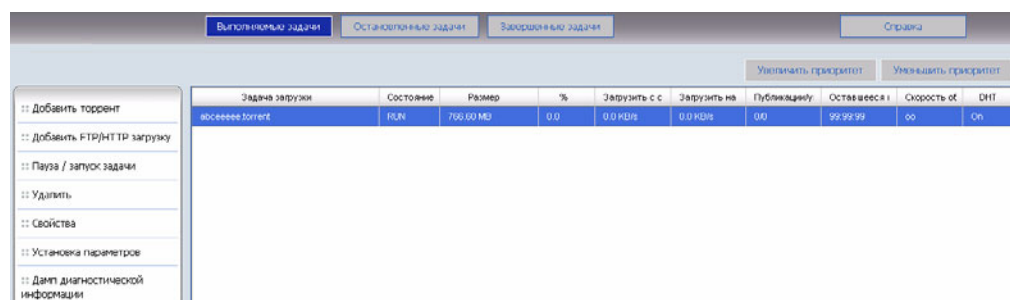 Выполняемые задачи Остановленные задачи Завершенные задачи Справка
Увеличить приоритет Уменьшить приоритет
Задача загрузки Состояние Размер % Загрузить с с Загрузить на Публикации/у Оставшееся Скорость об DHT
abceeeee.torrent RUN 766.60 MB 0.0 0.0 KB/s 0.0 KB/s 0/0 99:99:99 oo On
:: Добавить торрент
:: Добавить FTP/HTTP загрузку
:: Пауза / запуск задачи
:: Удалить
:: Свойства
:: Установка параметров
:: Дамп диагностической
информации